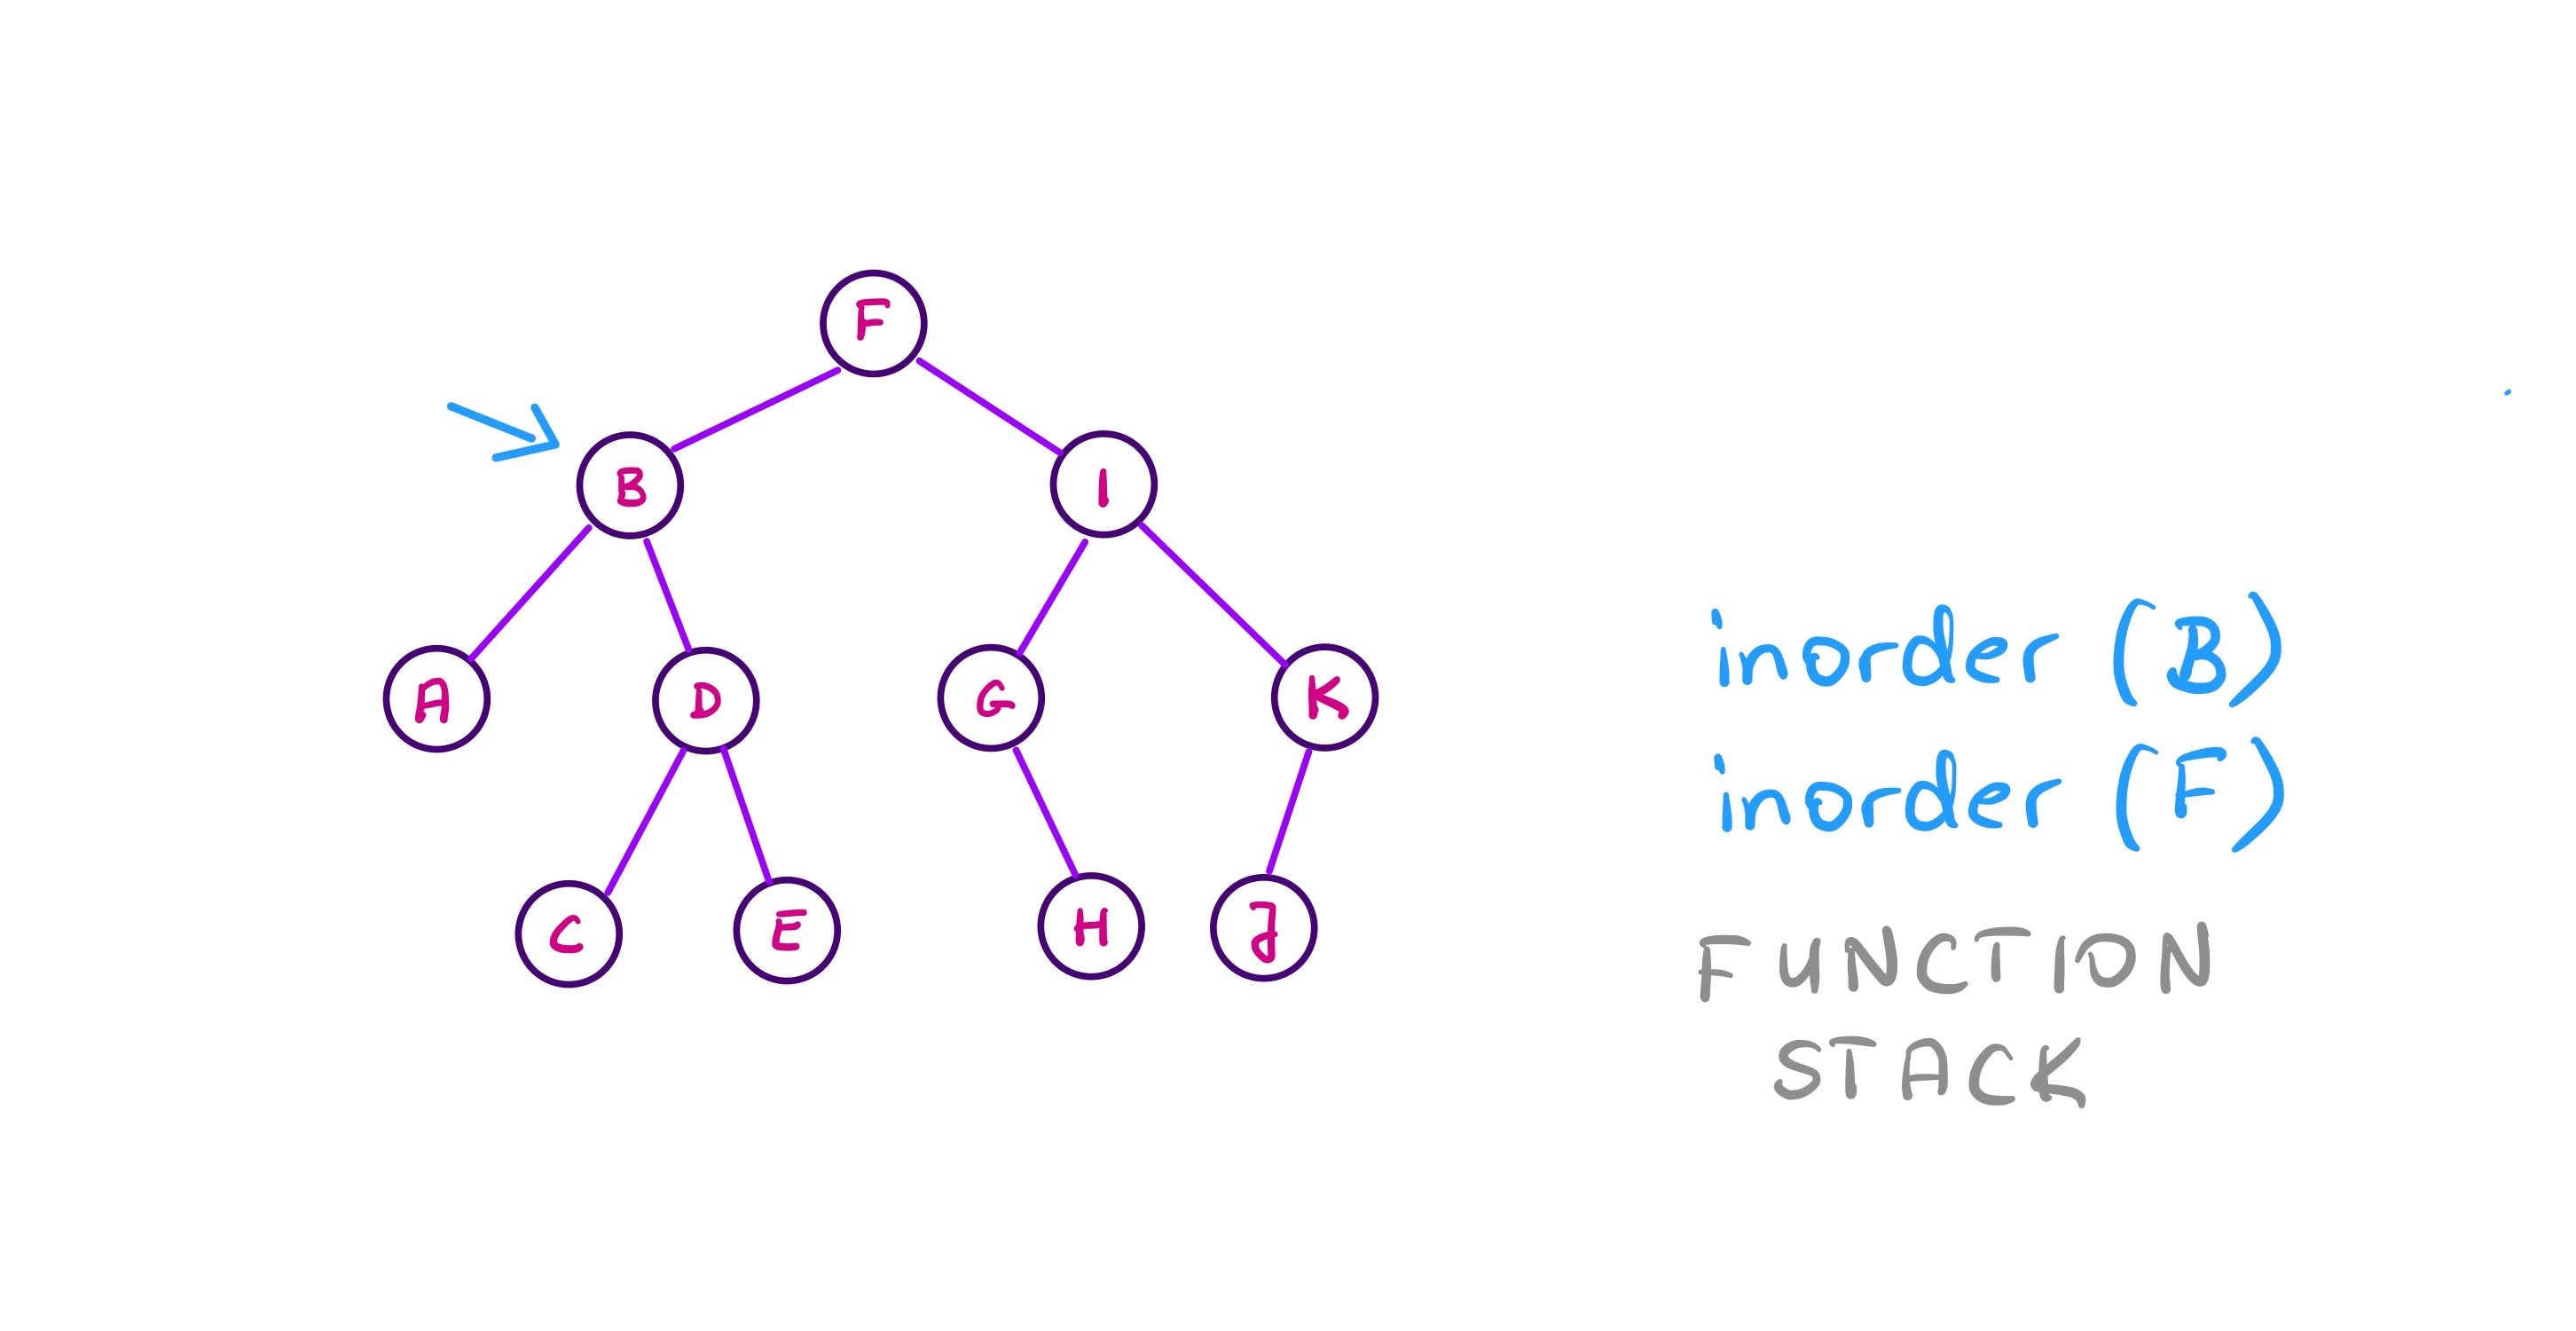 F
B I
A D G K
C E H J
inorder (B)
inorder (F)
FUNCTION
STACK